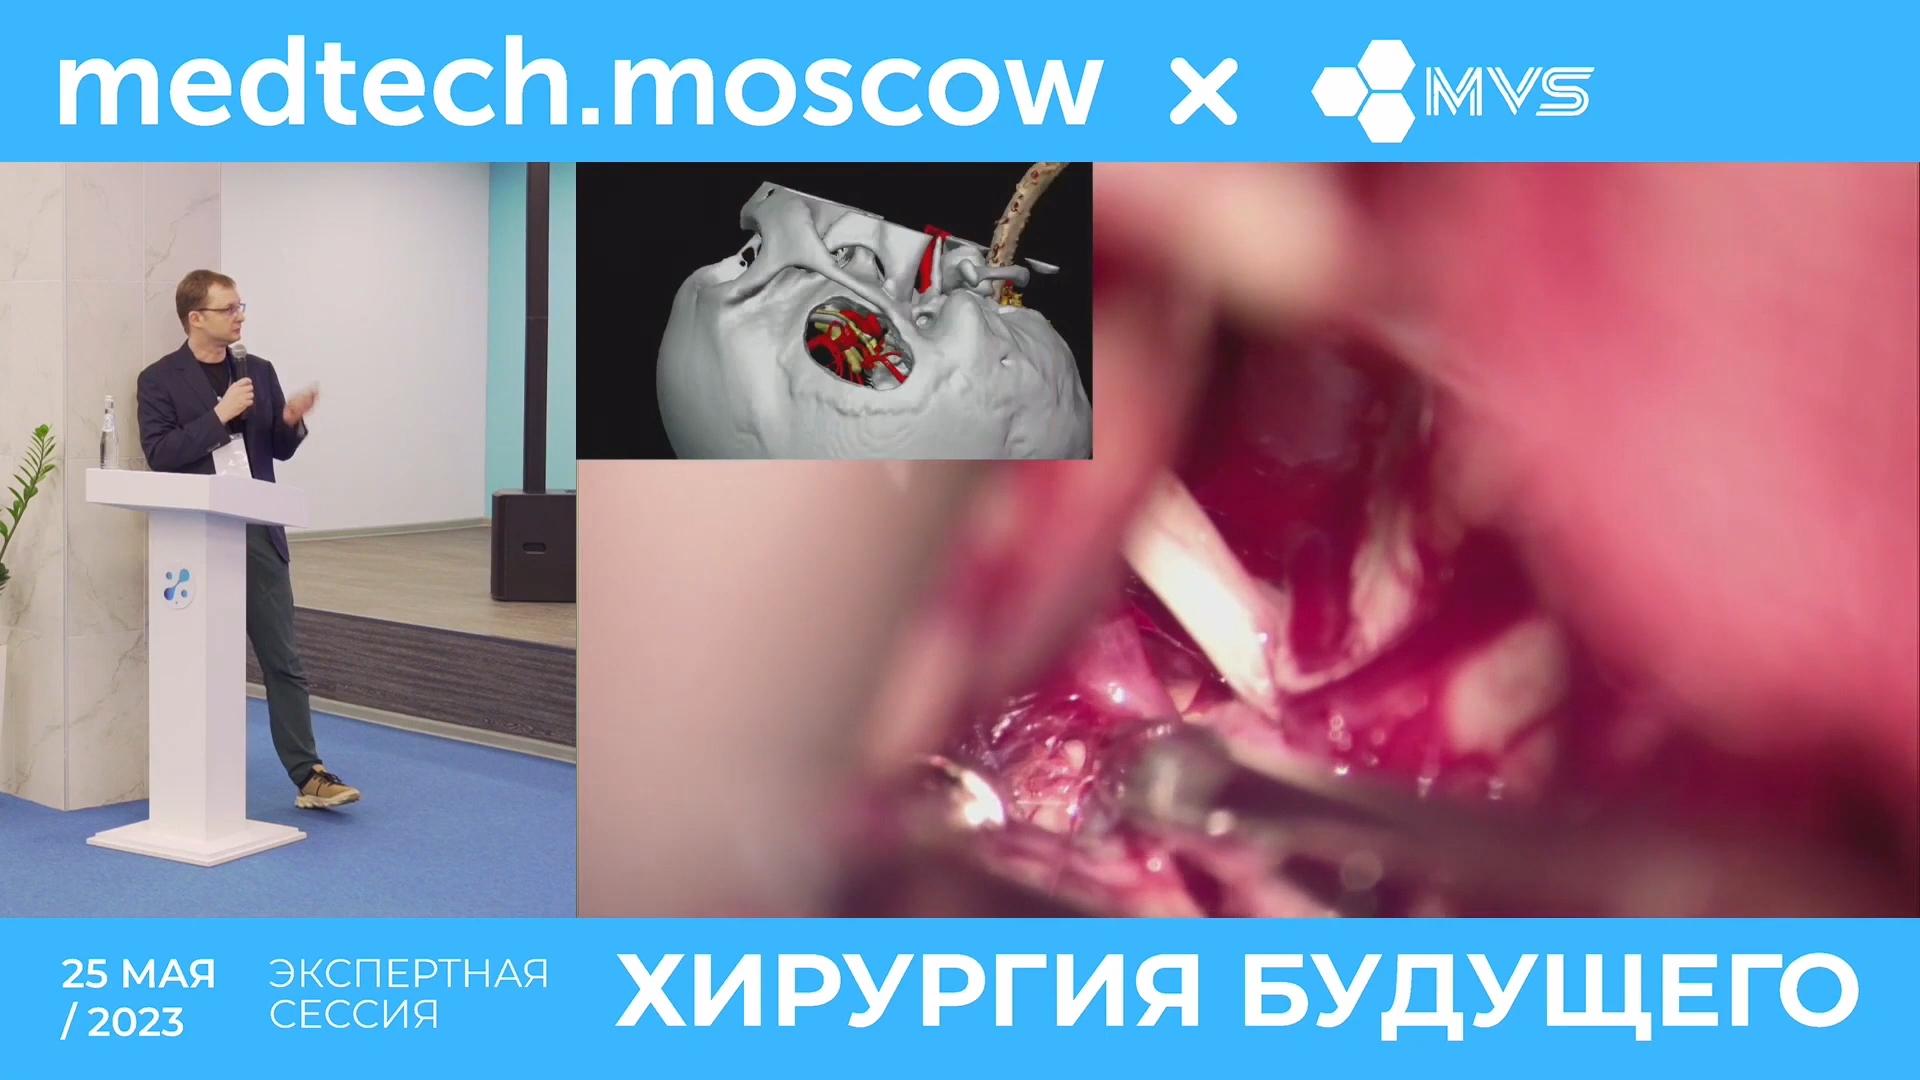 medtech.moscow × MVS
25 МАЯ
/ 2023
ЭКСПЕРТНАЯ
СЕССИЯ
ХИРУРГИЯ БУДУЩЕГО